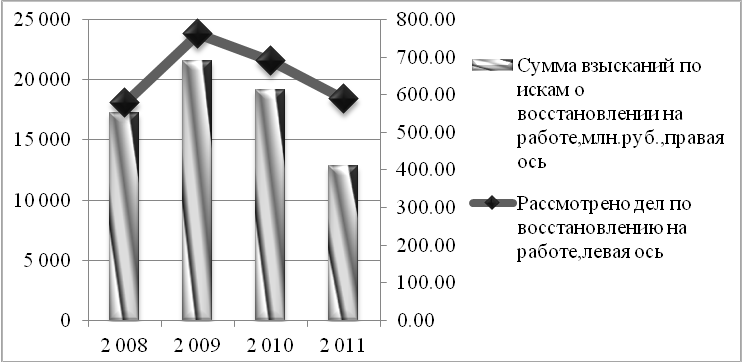 25 000
20 000
15 000
10 000
5 000
0
800.00
700.00
600.00
500.00
400.00
300.00
200.00
100.00
0.00
2 008 2 009 2 010 2 011
Сумма взысканий по
искам о
восстановлении на
работе,млн.руб.,правая
ось
Рассмотрено дел по
восстановлению на
работе,левая ось